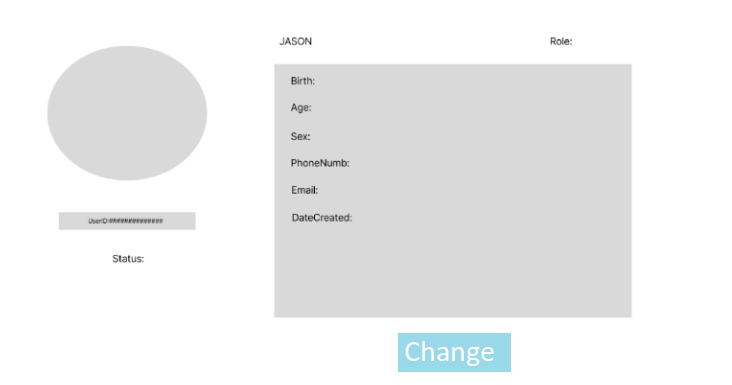 JASON
Role:
Birth:
Age:
Sex:
PhoneNumb:
Email:
DateCreated:
UserID:##############
Status:
Change